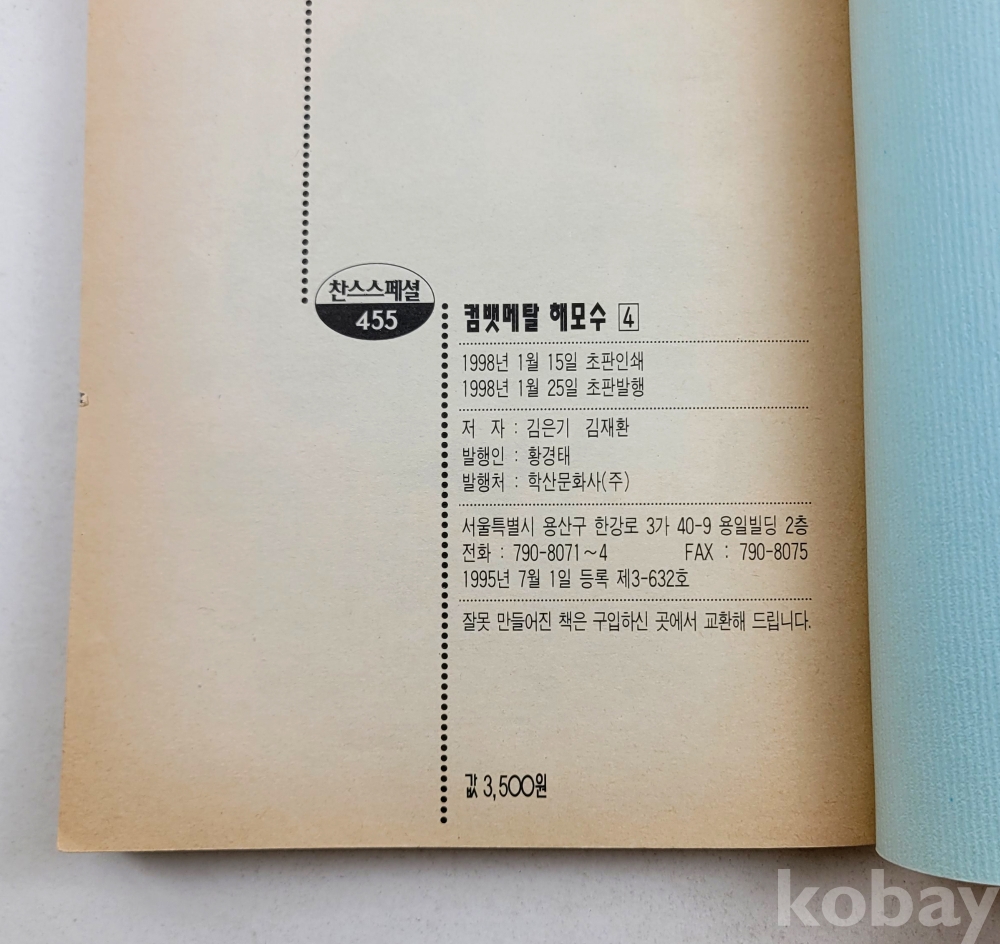 찬스스페셜
455
컴뱃메탈 해모수 4
1998년 1월 15일 초판인쇄
1998년 1월 25일 초판발행
저 자 : 김은기 김재환
발행인 : 황경태
발행처 : 학산문화사(주)
서울특별시 용산구 한강로 3가 40-9 용일빌딩 2층
전화 : 790-8071~4 FAX : 790-8075
1995년 7월 1일 등록 제3-632호
잘못 만들어진 책은 구입하신 곳에서 교환해 드립니다.
값 3,500원
kobay